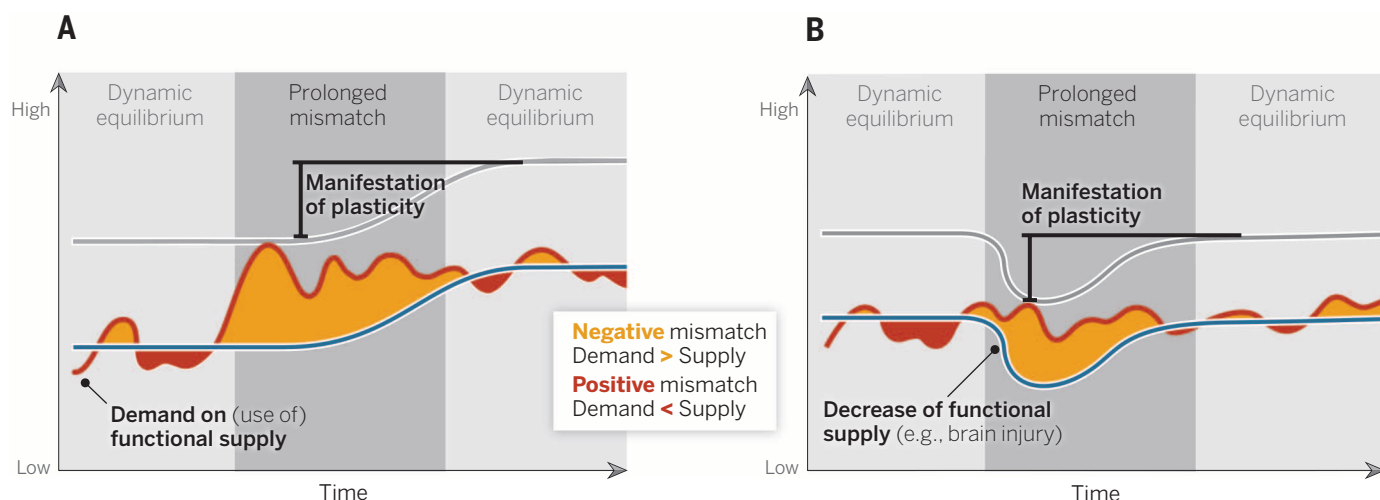 A
High
Dynamic
equilibrium
Prolonged
mismatch
Dynamic
equilibrium
Manifestation
of plasticity
Demand on (use of)
functional supply
Low
Time
Negative mismatch
Demand > Supply
Positive mismatch
Demand < Supply
B
High
Dynamic
equilibrium
Prolonged
mismatch
Dynamic
equilibrium
Manifestation
of plasticity
Decrease of functional
supply (e.g., brain injury)
Low
Time